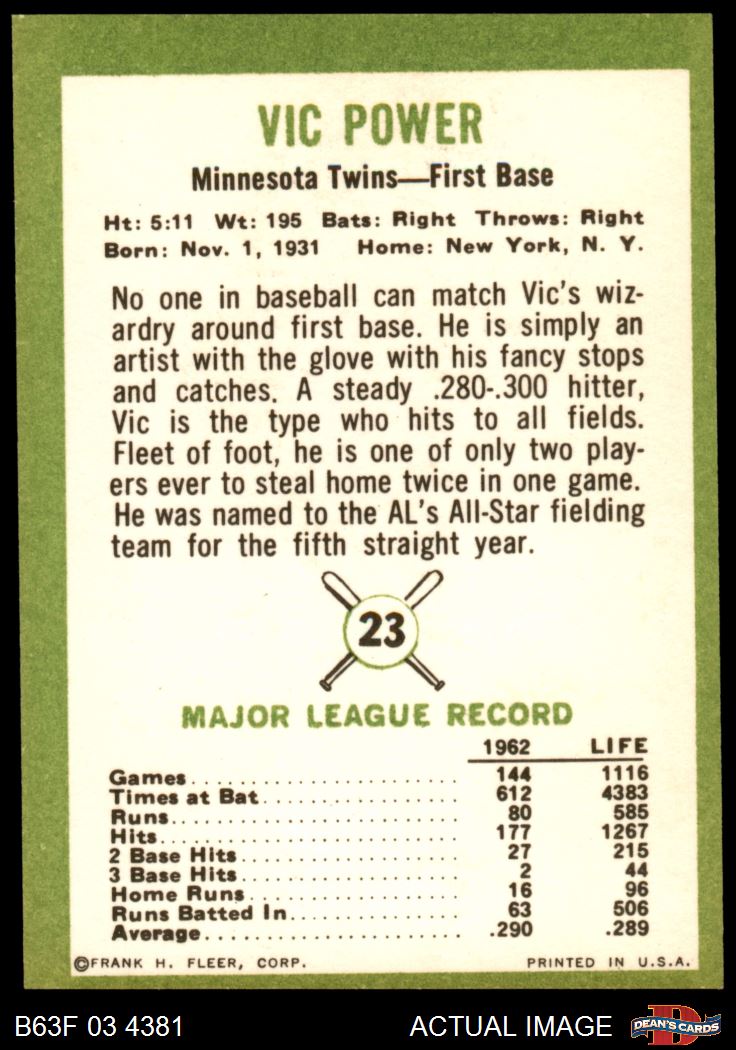 VIC POWER
Minnesota Twins—First Base
Ht: 5:11 Wt: 195 Bats: Right Throws: Right
Born: Nov. 1, 1931 Home: New York, N. Y.
No one in baseball can match Vic's wiz-
ardry around first base. He is simply an
artist with the glove with his fancy stops
and catches. A steady .280-.300 hitter,
Vic is the type who hits to all fields.
Fleet of foot, he is one of only two play-
ers ever to steal home twice in one game.
He was named to the AL's All-Star fielding
team for the fifth straight year.
23
MAJOR LEAGUE RECORD
1962 LIFE
Games 144 1116
Times at Bat 612 4383
Runs 80 585
Hits 177 1267
2 Base Hits 27 215
3 Base Hits 2 44
Home Runs 16 96
Runs Batted In 63 506
Average .290 .289
©FRANK H. FLEER, CORP. PRINTED IN U.S.A.
B63F 03 4381 ACTUAL IMAGE D DEAN'S CARDS